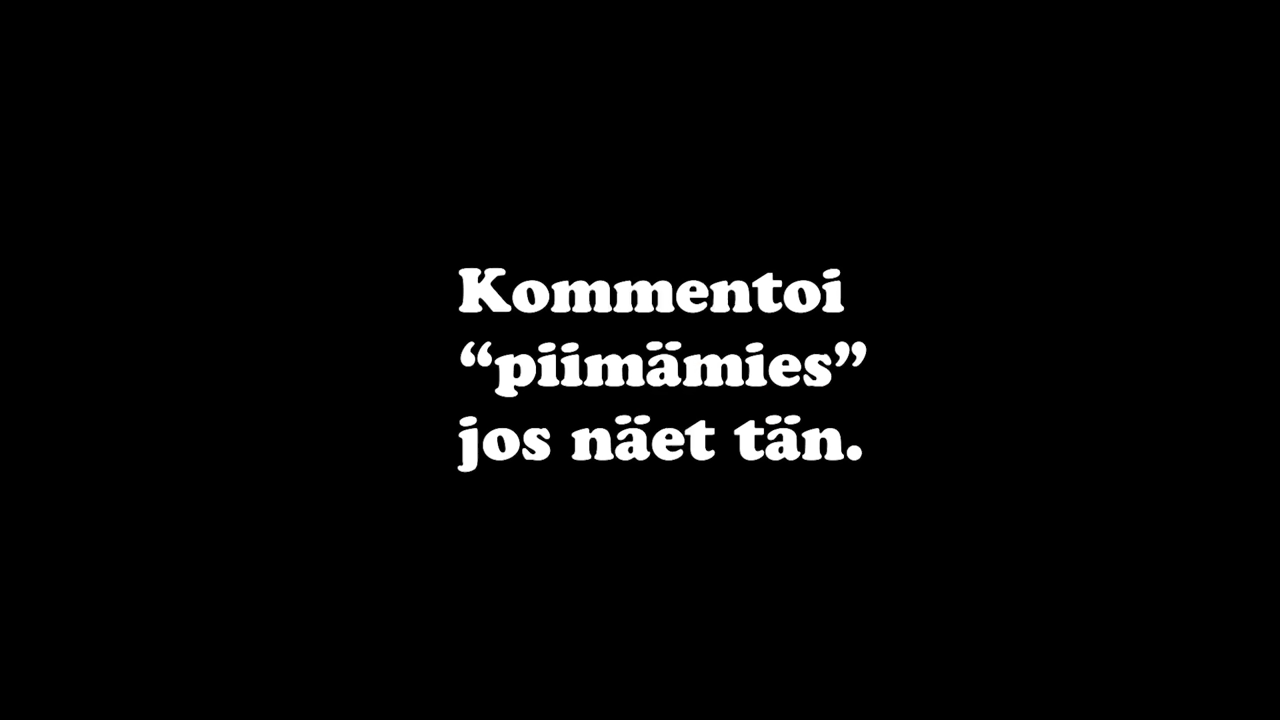 Kommentoi
“piimämies”
jos näet tän.